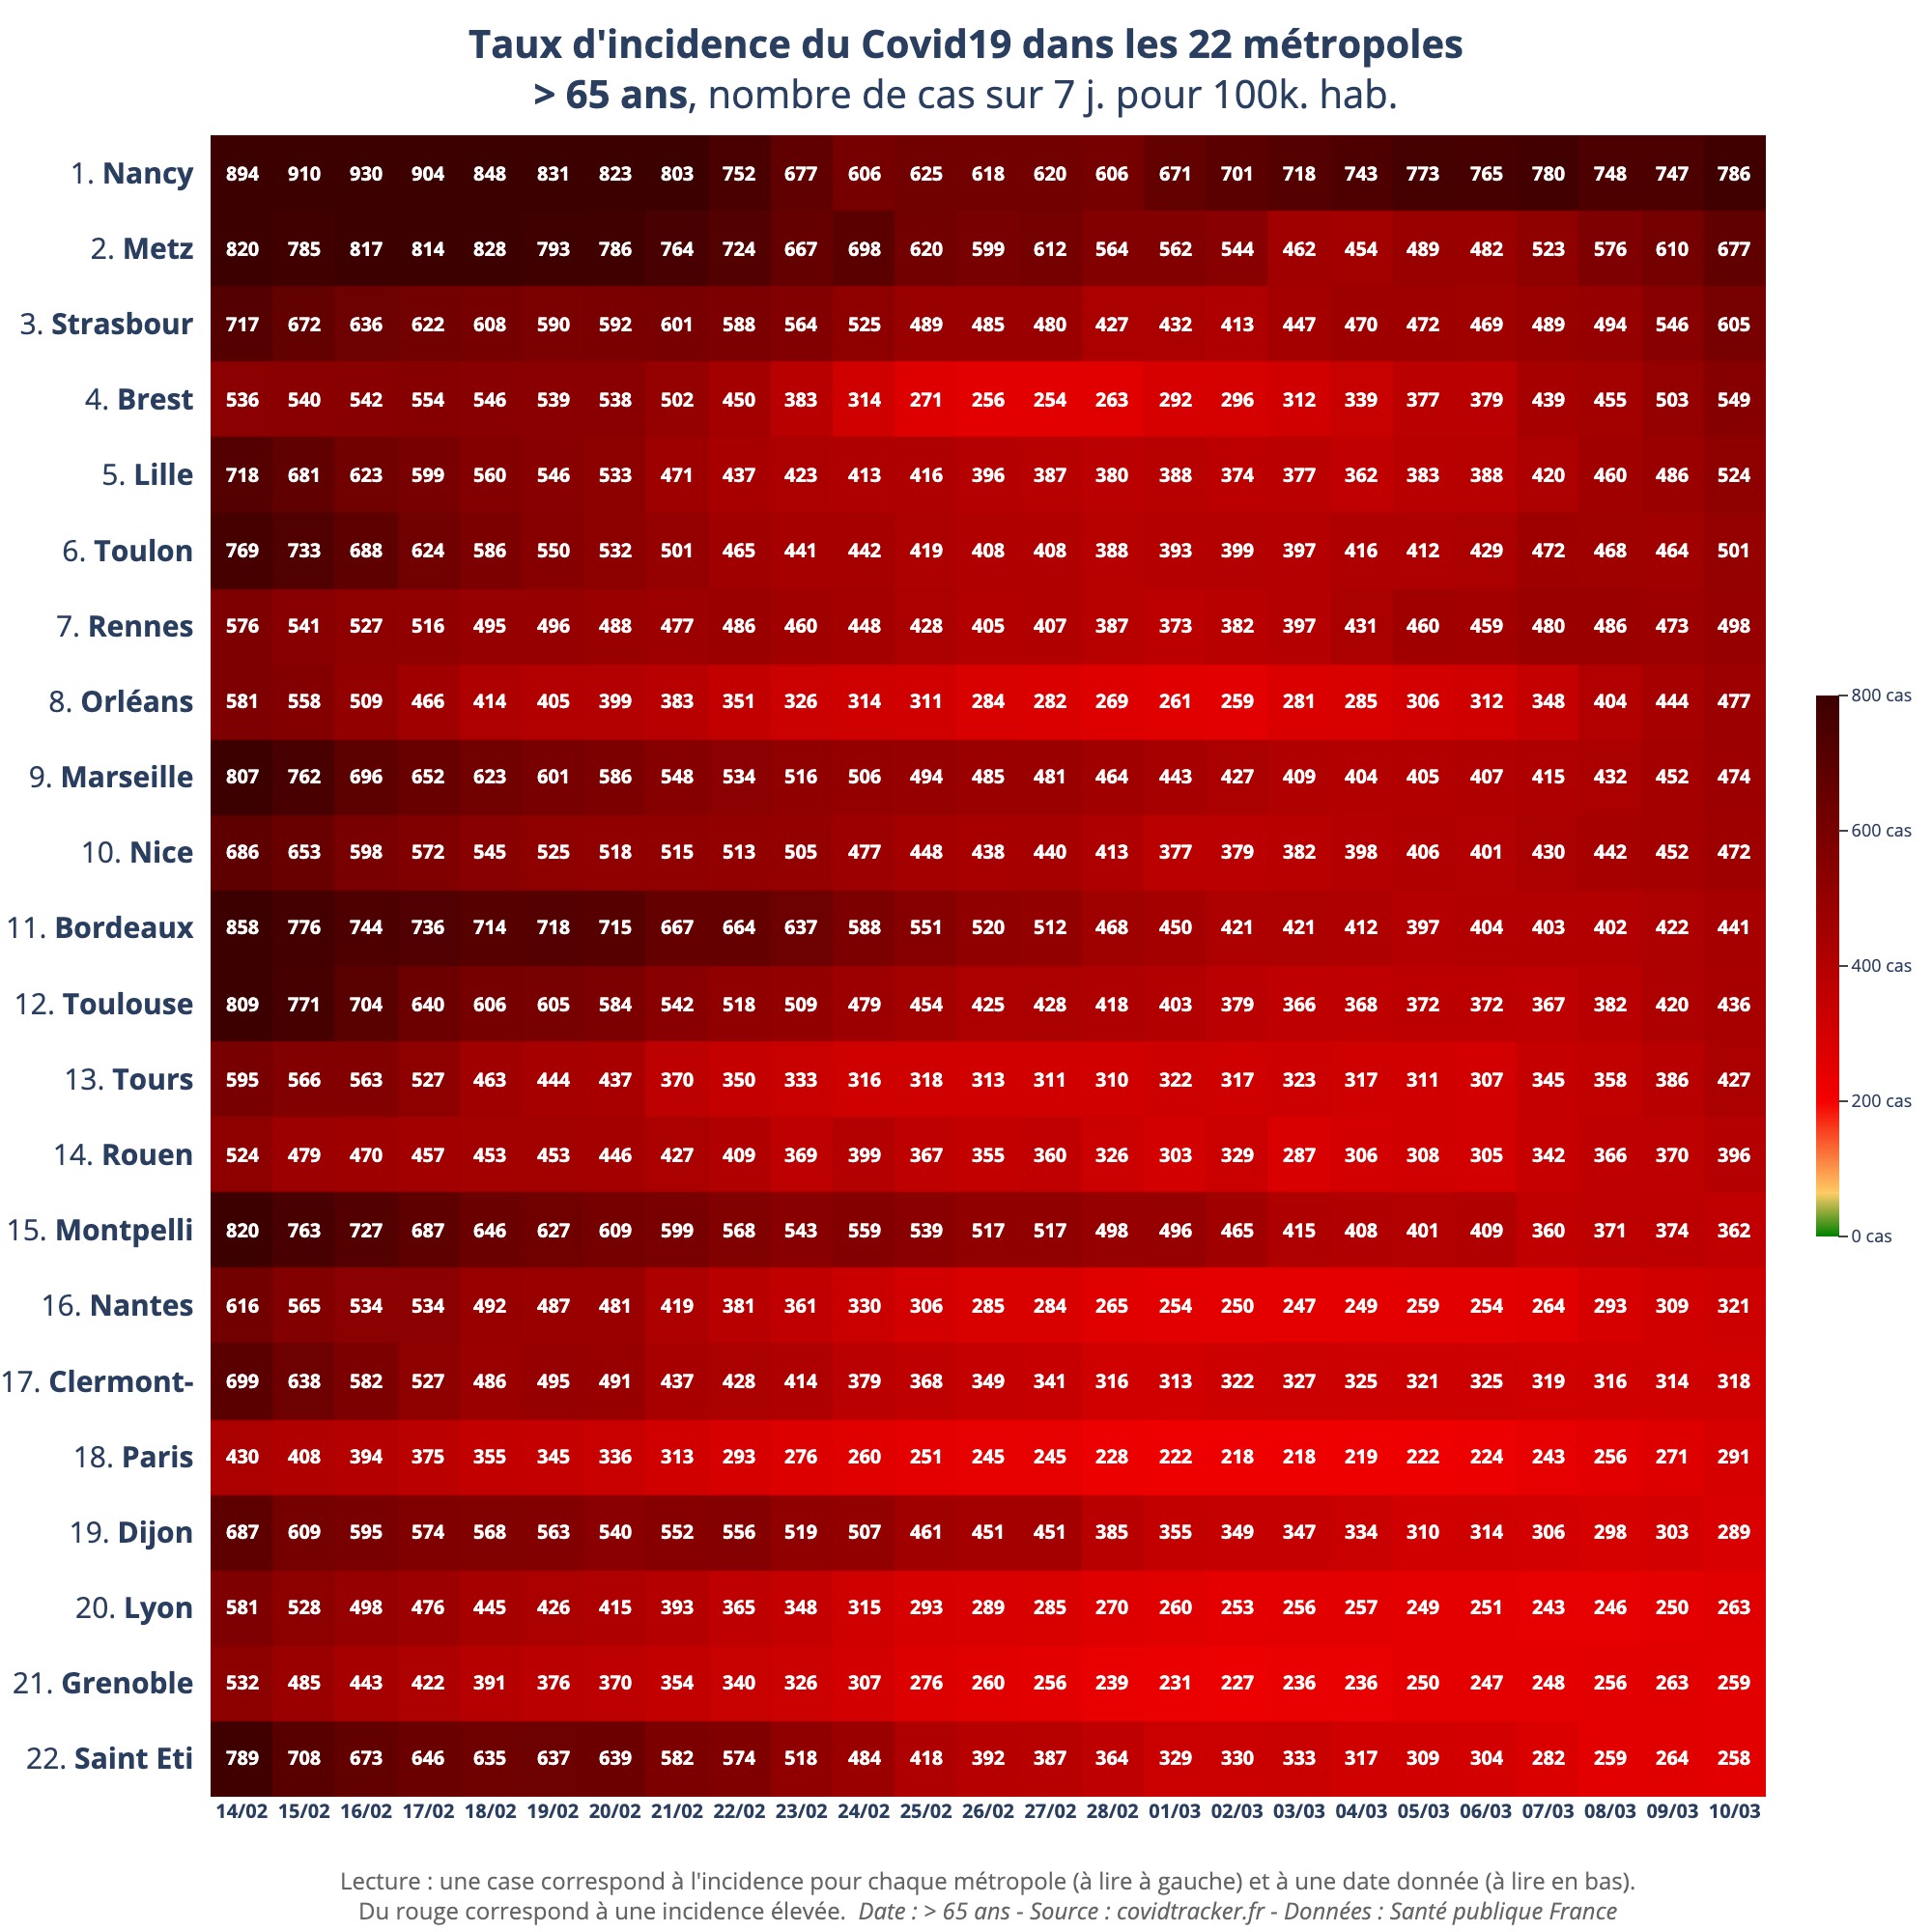 Taux d'incidence du Covid19 dans les 22 métropoles
> 65 ans, nombre de cas sur 7 j. pour 100k. hab.
1. Nancy 894 910 930 904 848 831 823 803 752 677 606 625 618 620 606 671 701 718 743 773 765 780 748 747 786
2. Metz 820 785 817 814 828 793 786 764 724 667 698 620 599 612 564 562 544 462 454 489 482 523 576 610 677
3. Strasbour 717 672 636 622 608 590 592 601 588 564 525 489 485 480 427 432 413 447 470 472 469 489 494 546 605
4. Brest 536 540 542 554 546 539 538 502 450 383 314 271 256 254 263 292 296 312 339 377 379 439 455 503 549
5. Lille 718 681 623 599 560 546 533 471 437 423 413 416 396 387 380 388 374 377 362 383 388 420 460 486 524
6. Toulon 769 733 688 624 586 550 532 501 465 441 442 419 408 408 388 393 399 397 416 412 429 472 468 464 501
7. Rennes 576 541 527 516 495 496 488 477 486 460 448 428 405 407 387 373 382 397 431 460 459 480 486 473 498
8. Orléans 581 558 509 466 414 405 399 383 351 326 314 311 284 282 269 261 259 281 285 306 312 348 404 444 477
9. Marseille 807 762 696 652 623 601 586 548 534 516 506 494 485 481 464 443 427 409 404 405 407 415 432 452 474
10. Nice 686 653 598 572 545 525 518 515 513 505 477 448 438 440 413 377 379 382 398 406 401 430 442 452 472
11. Bordeaux 858 776 744 736 714 718 715 667 664 637 588 551 520 512 468 450 421 421 412 397 404 403 402 422 441
12. Toulouse 809 771 704 640 606 605 584 542 518 509 479 454 425 428 418 403 379 366 368 372 372 367 382 420 436
13. Tours 595 566 563 527 463 444 437 370 350 333 316 318 313 311 310 322 317 323 317 311 307 345 358 386 427
14. Rouen 524 479 470 457 453 453 446 427 409 369 399 367 355 360 326 303 329 287 306 308 305 342 366 370 396
15. Montpelli 820 763 727 687 646 627 609 599 568 543 559 539 517 517 498 496 465 415 408 401 409 360 371 374 362
16. Nantes 616 565 534 534 492 487 481 419 381 361 330 306 285 284 265 254 250 247 249 259 254 264 293 309 321
17. Clermont- 699 638 582 527 486 495 491 437 428 414 379 368 349 341 316 313 322 327 325 321 325 319 316 314 318
18. Paris 430 408 394 375 355 345 336 313 293 276 260 251 245 245 228 222 218 218 219 222 224 243 256 271 291
19. Dijon 687 609 595 574 568 563 540 552 556 519 507 461 451 451 385 355 349 347 334 310 314 306 298 303 289
20. Lyon 581 528 498 476 445 426 415 393 365 348 315 293 289 285 270 260 253 256 257 249 251 243 246 250 263
21. Grenoble 532 485 443 422 391 376 370 354 340 326 307 276 260 256 239 231 227 236 236 250 247 248 256 263 259
22. Saint Eti 789 708 673 646 635 637 639 582 574 518 484 418 392 387 364 329 330 333 317 309 304 282 259 264 258
14/02 15/02 16/02 17/02 18/02 19/02 20/02 21/02 22/02 23/02 24/02 25/02 26/02 27/02 28/02 01/03 02/03 03/03 04/03 05/03 06/03 07/03 08/03 09/03 10/03
800 cas
600 cas
400 cas
200 cas
0 cas
Lecture : une case correspond à l'incidence pour chaque métropole (à lire à gauche) et à une date donnée (à lire en bas).
Du rouge correspond à une incidence élevée. Date : > 65 ans - Source : covidtracker.fr - Données : Santé publique France